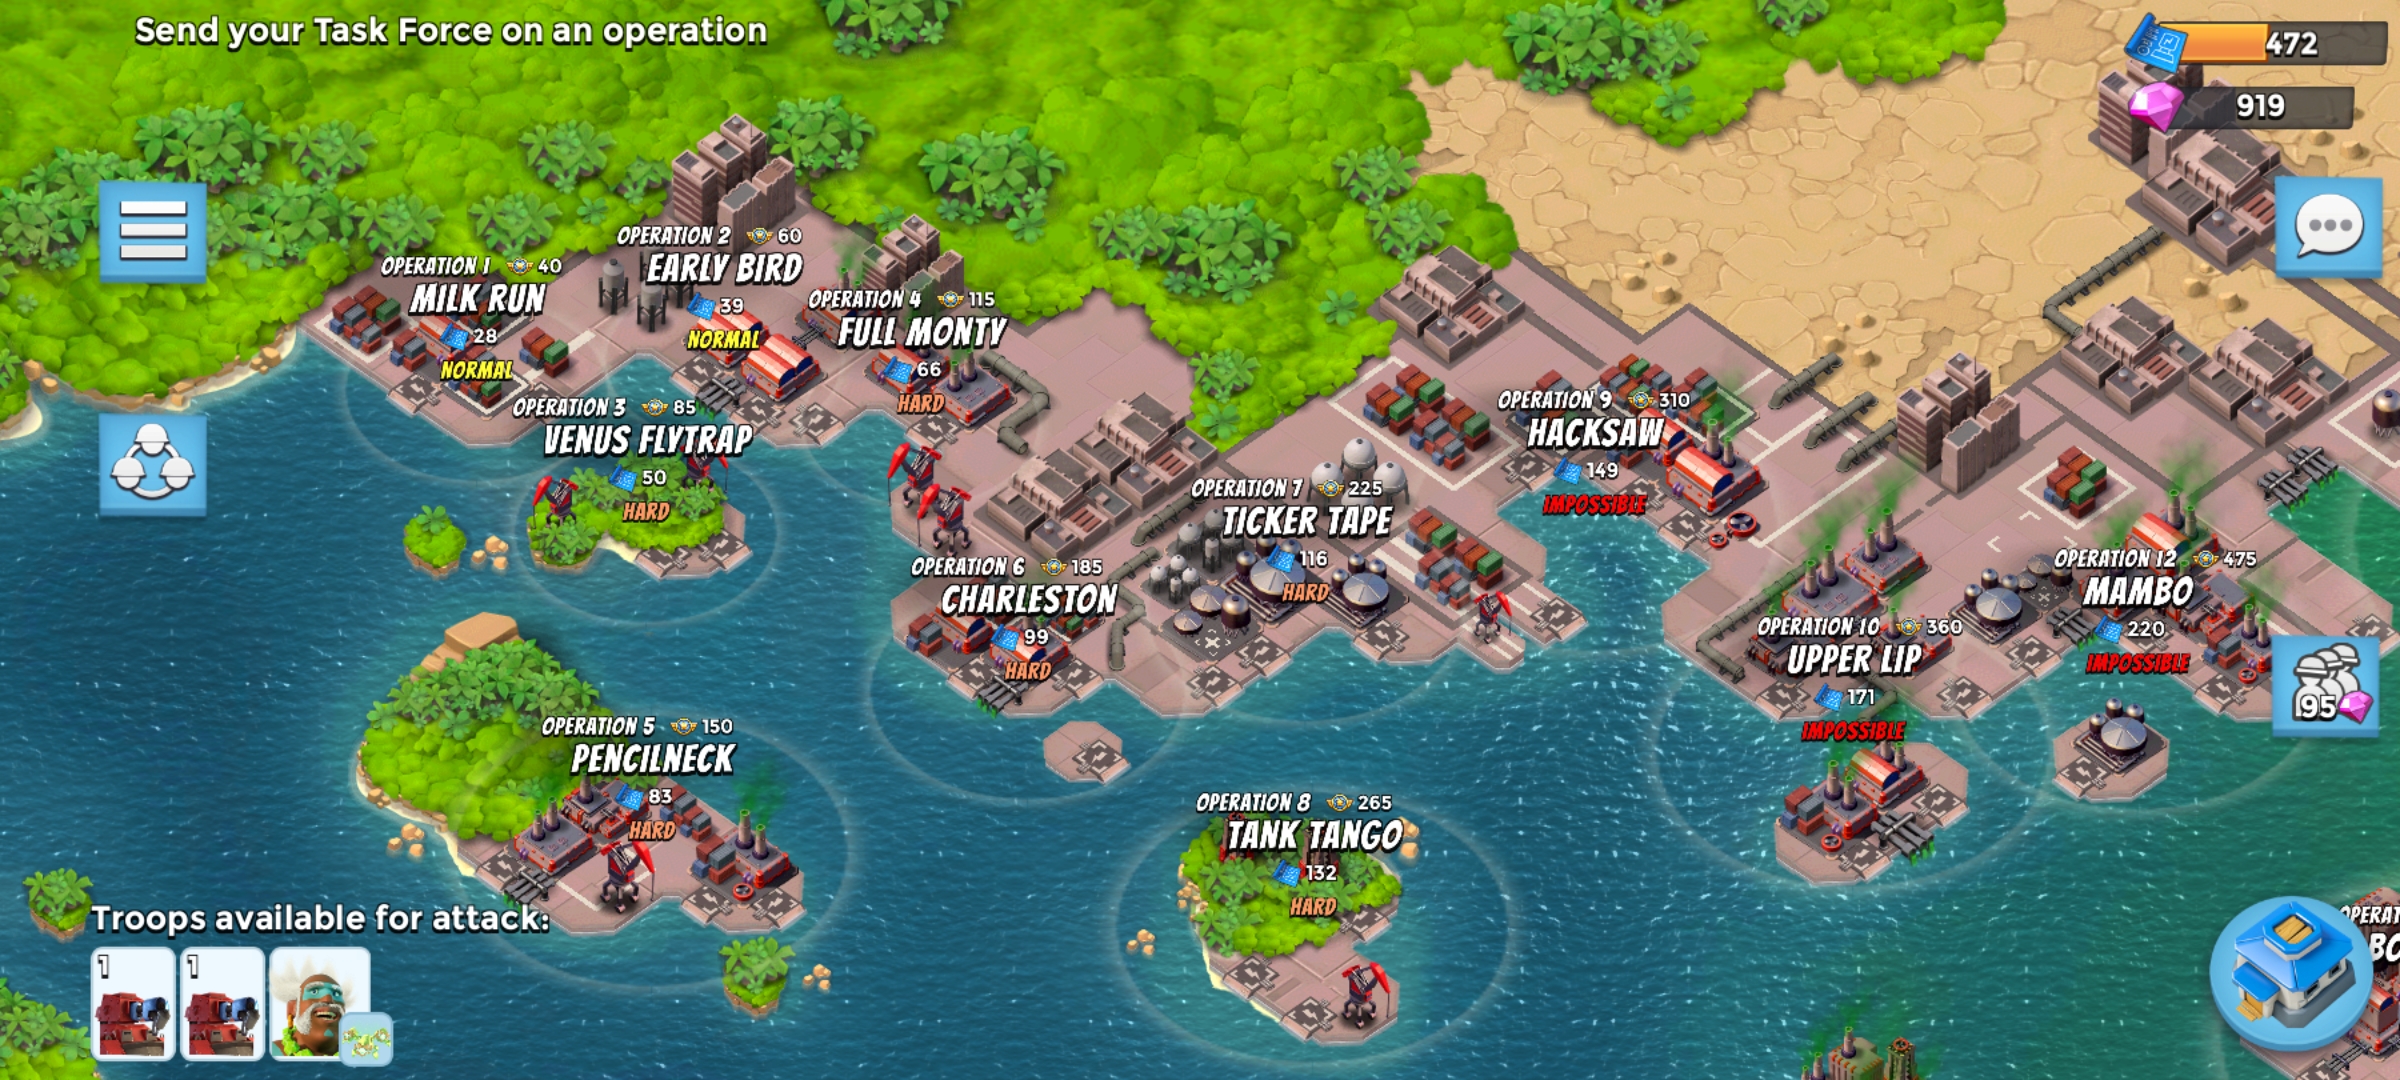 Send your Task Force on an operation
472
919
OPERATION 1 40
MILK RUN
28
NORMAL
OPERATION 2 60
EARLY BIRD
39
NORMAL
OPERATION 4 115
FULL MONTY
66
HARD
OPERATION 3 85
VENUS FLYTRAP
50
HARD
OPERATION 9 310
HACKSAW
149
IMPOSSIBLE
OPERATION 7 225
TICKER TAPE
116
HARD
OPERATION 6 185
CHARLESTON
99
HARD
OPERATION 12 475
MAMBO
220
IMPOSSIBLE
OPERATION 10 360
UPPER LIP
171
IMPOSSIBLE
195
OPERATION 5 150
PENCILNECK
83
HARD
OPERATION 8 265
TANK TANGO
132
HARD
Troops available for attack:
1
1